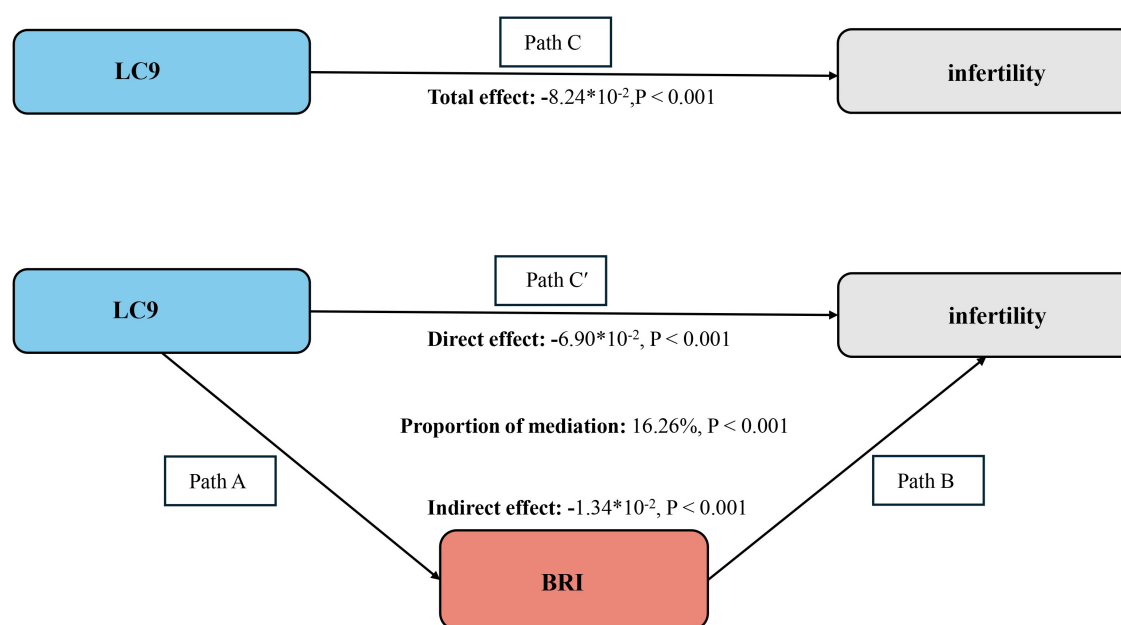 Path C
LC9
infertility
Total effect: -8.24*10⁻²,P < 0.001
Path C′
LC9
infertility
Direct effect: -6.90*10⁻², P < 0.001
Proportion of mediation: 16.26%, P < 0.001
Path A
Path B
Indirect effect: -1.34*10⁻², P < 0.001
BRI